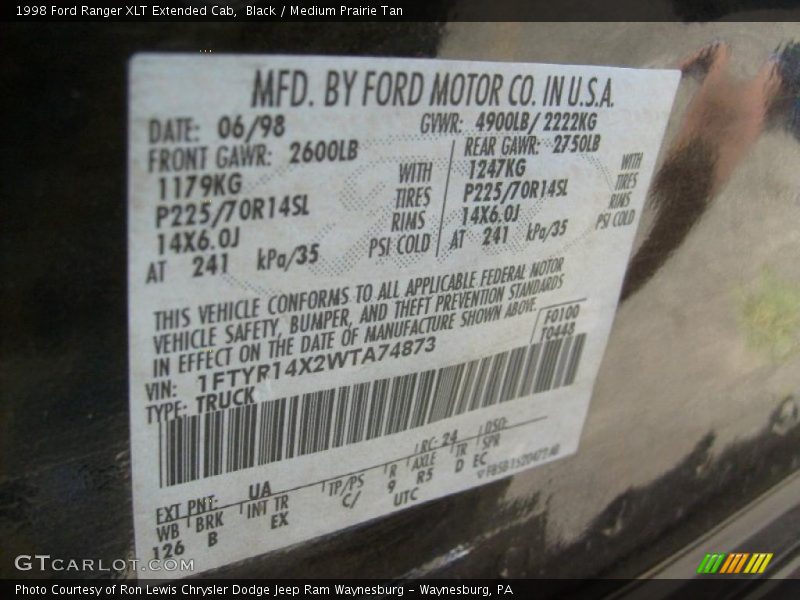 1998 Ford Ranger XLT Extended Cab, Black / Medium Prairie Tan
MFD. BY FORD MOTOR CO. IN U.S.A.
DATE: 06/98 GVWR: 4900LB/ 2222KG
FRONT GAWR: 2600LB REAR GAWR: 2750LB
1179KG WITH 1247KG WITH
P225/70R14SL TIRES P225/70R14SL TIRES
14X6.0J RIMS 14X6.0J RIMS
AT 241 kPa/35 PSI COLD AT 241 kPa/35 PSI COLD
THIS VEHICLE CONFORMS TO ALL APPLICABLE FEDERAL MOTOR
VEHICLE SAFETY, BUMPER, AND THEFT PREVENTION STANDARDS
IN EFFECT ON THE DATE OF MANUFACTURE SHOWN ABOVE.
F0100
T0448
VIN: 1FTYR14X2WTA74873
TYPE: TRUCK
EXT PNT: UA RC: 24 DSO:
WB BRK INT TR TP/PS R AXLE TR SPR
126 B EX C/ 9 R5 D EC
UTC
GTCARLOT.COM
Photo Courtesy of Ron Lewis Chrysler Dodge Jeep Ram Waynesburg - Waynesburg, PA